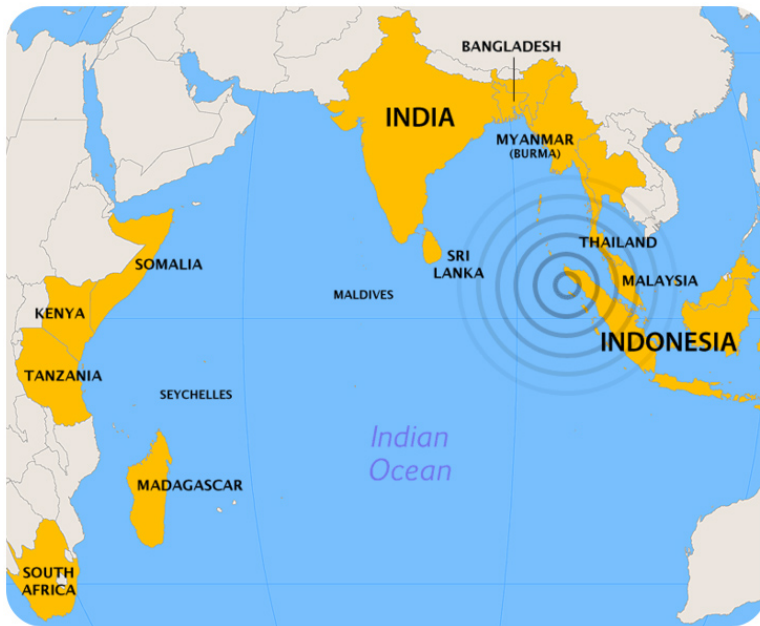 BANGLADESH
INDIA
MYANMAR
(BURMA)
THAILAND
SRI
LANKA
SOMALIA
MALAYSIA
MALDIVES
KENYA
INDONESIA
TANZANIA
SEYCHELLES
Indian
Ocean
MADAGASCAR
SOUTH
AFRICA